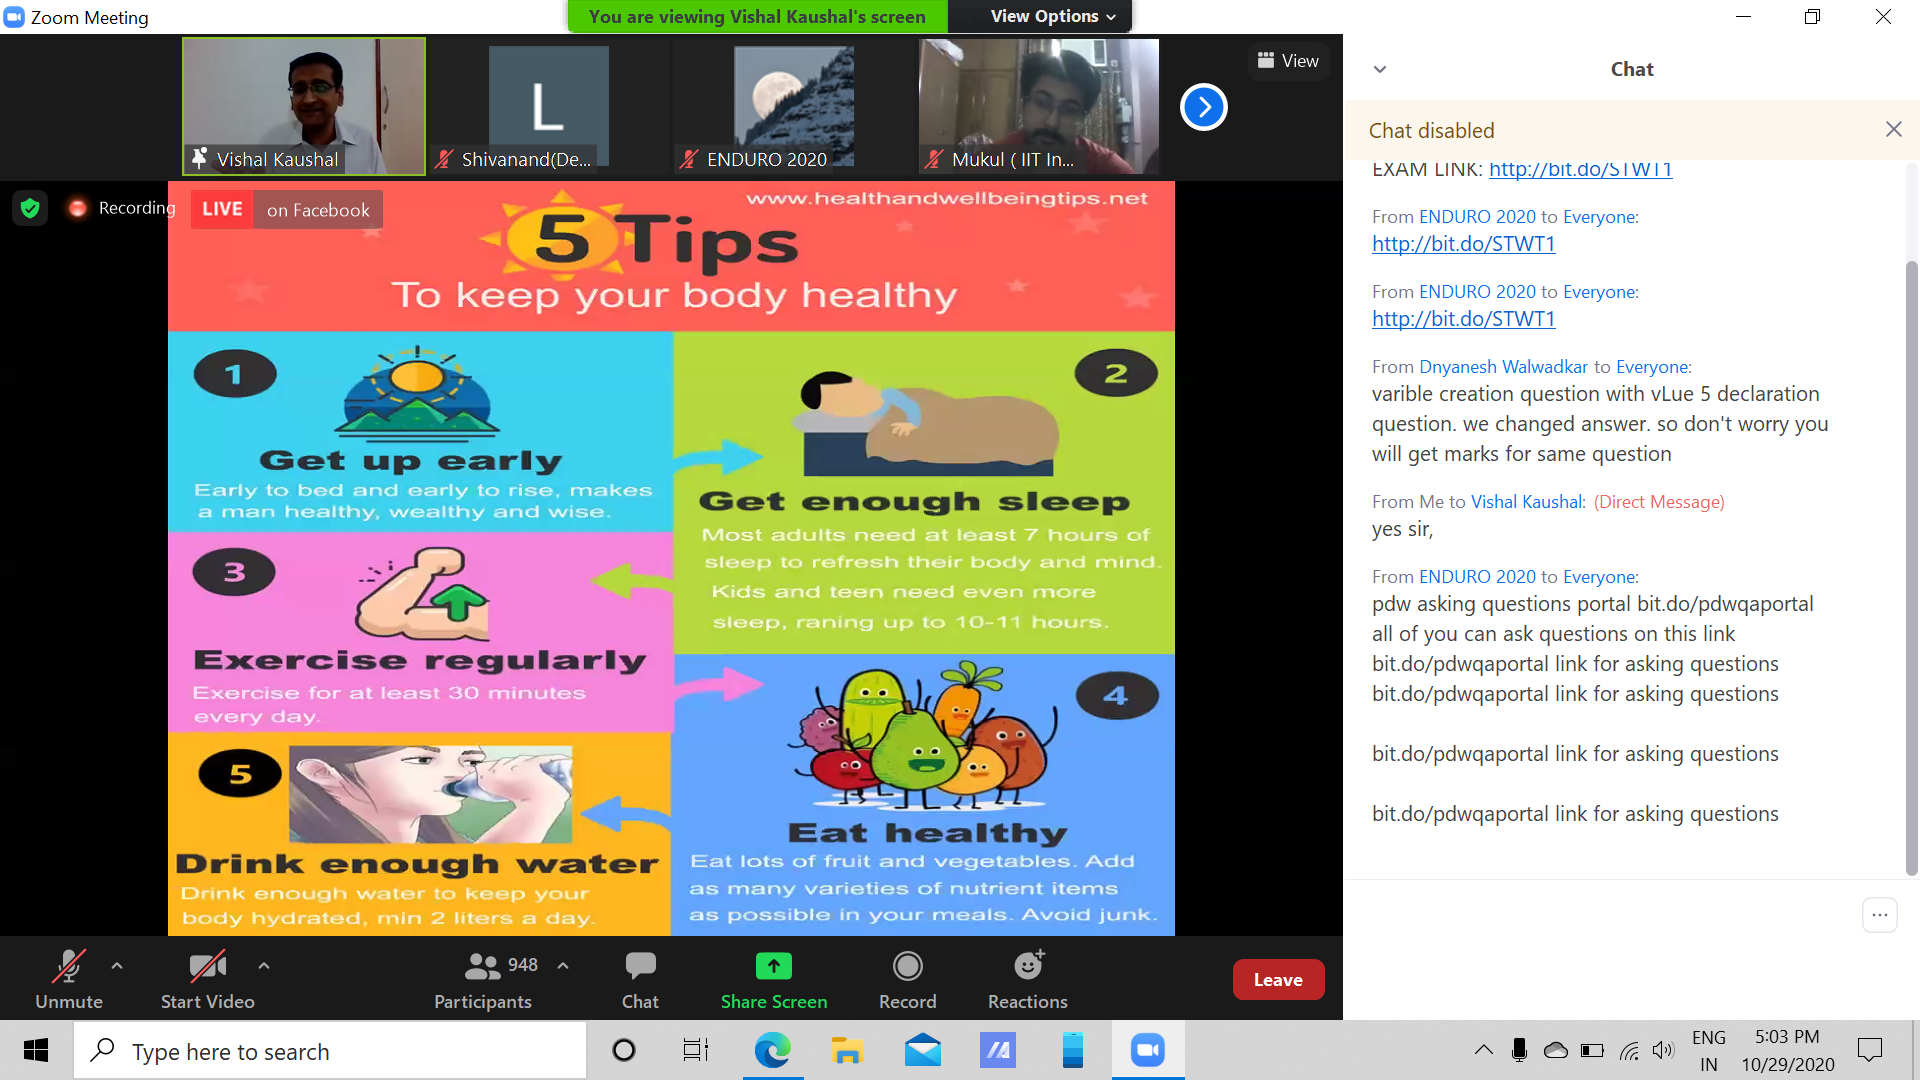 Zoom Meeting
You are viewing Vishal Kaushal's screen
View Options
Vishal Kaushal
L
Shivanand(De...
ENDURO 2020
Mukul ( IIT In...
View
Recording
LIVE on Facebook
www.healthandwellbeingtips.net
5 Tips
To keep your body healthy
1
Get up early
Early to bed and early to rise, makes
a man healthy, wealthy and wise.
2
Get enough sleep
Most adults need at least 7 hours of
sleep to refresh their body and mind.
Kids and teen need even more
sleep, raning up to 10-11 hours.
3
Exercise regularly
Exercise for at least 30 minutes
every day.
4
Eat healthy
Eat lots of fruit and vegetables. Add
as many varieties of nutrient items
as possible in your meals. Avoid junk.
5
Drink enough water
Drink enough water to keep your
body hydrated, min 2 liters a day.
Unmute
Start Video
948
Participants
Chat
Share Screen
Record
Reactions
Leave
Chat
Chat disabled
EXAM LINK: http://bit.do/STWT1
From ENDURO 2020 to Everyone:
http://bit.do/STWT1
From ENDURO 2020 to Everyone:
http://bit.do/STWT1
From Dnyanesh Walwadkar to Everyone:
varible creation question with vLue 5 declaration
question. we changed answer. so don't worry you
will get marks for same question
From Me to Vishal Kaushal: (Direct Message)
yes sir,
From ENDURO 2020 to Everyone:
pdw asking questions portal bit.do/pdwqaportal
all of you can ask questions on this link
bit.do/pdwqaportal link for asking questions
bit.do/pdwqaportal link for asking questions
bit.do/pdwqaportal link for asking questions
bit.do/pdwqaportal link for asking questions
Type here to search
ENG
IN
5:03 PM
10/29/2020